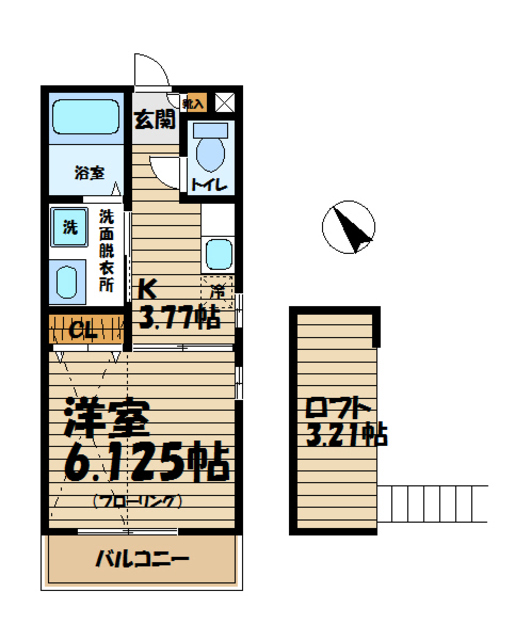 靴入
玄関
浴室
トイレ
洗
洗面脱衣所
冷
K
3.77帖
CL
洋室
6.125帖
(フローリング)
バルコニー
ロフト
3.21帖